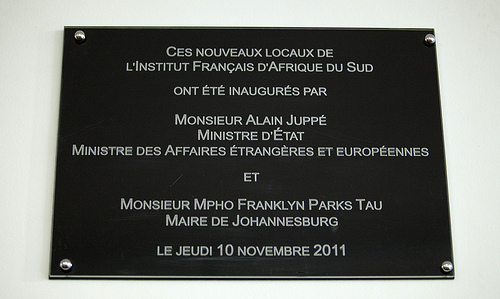 Ces nouveaux locaux de
l'Institut Français d'Afrique du Sud
ont été inaugurés par
Monsieur Alain Juppé
Ministre d'État
Ministre des Affaires étrangères et européennes
et
Monsieur Mpho Franklyn Parks Tau
Maire de Johannesburg
le jeudi 10 novembre 2011